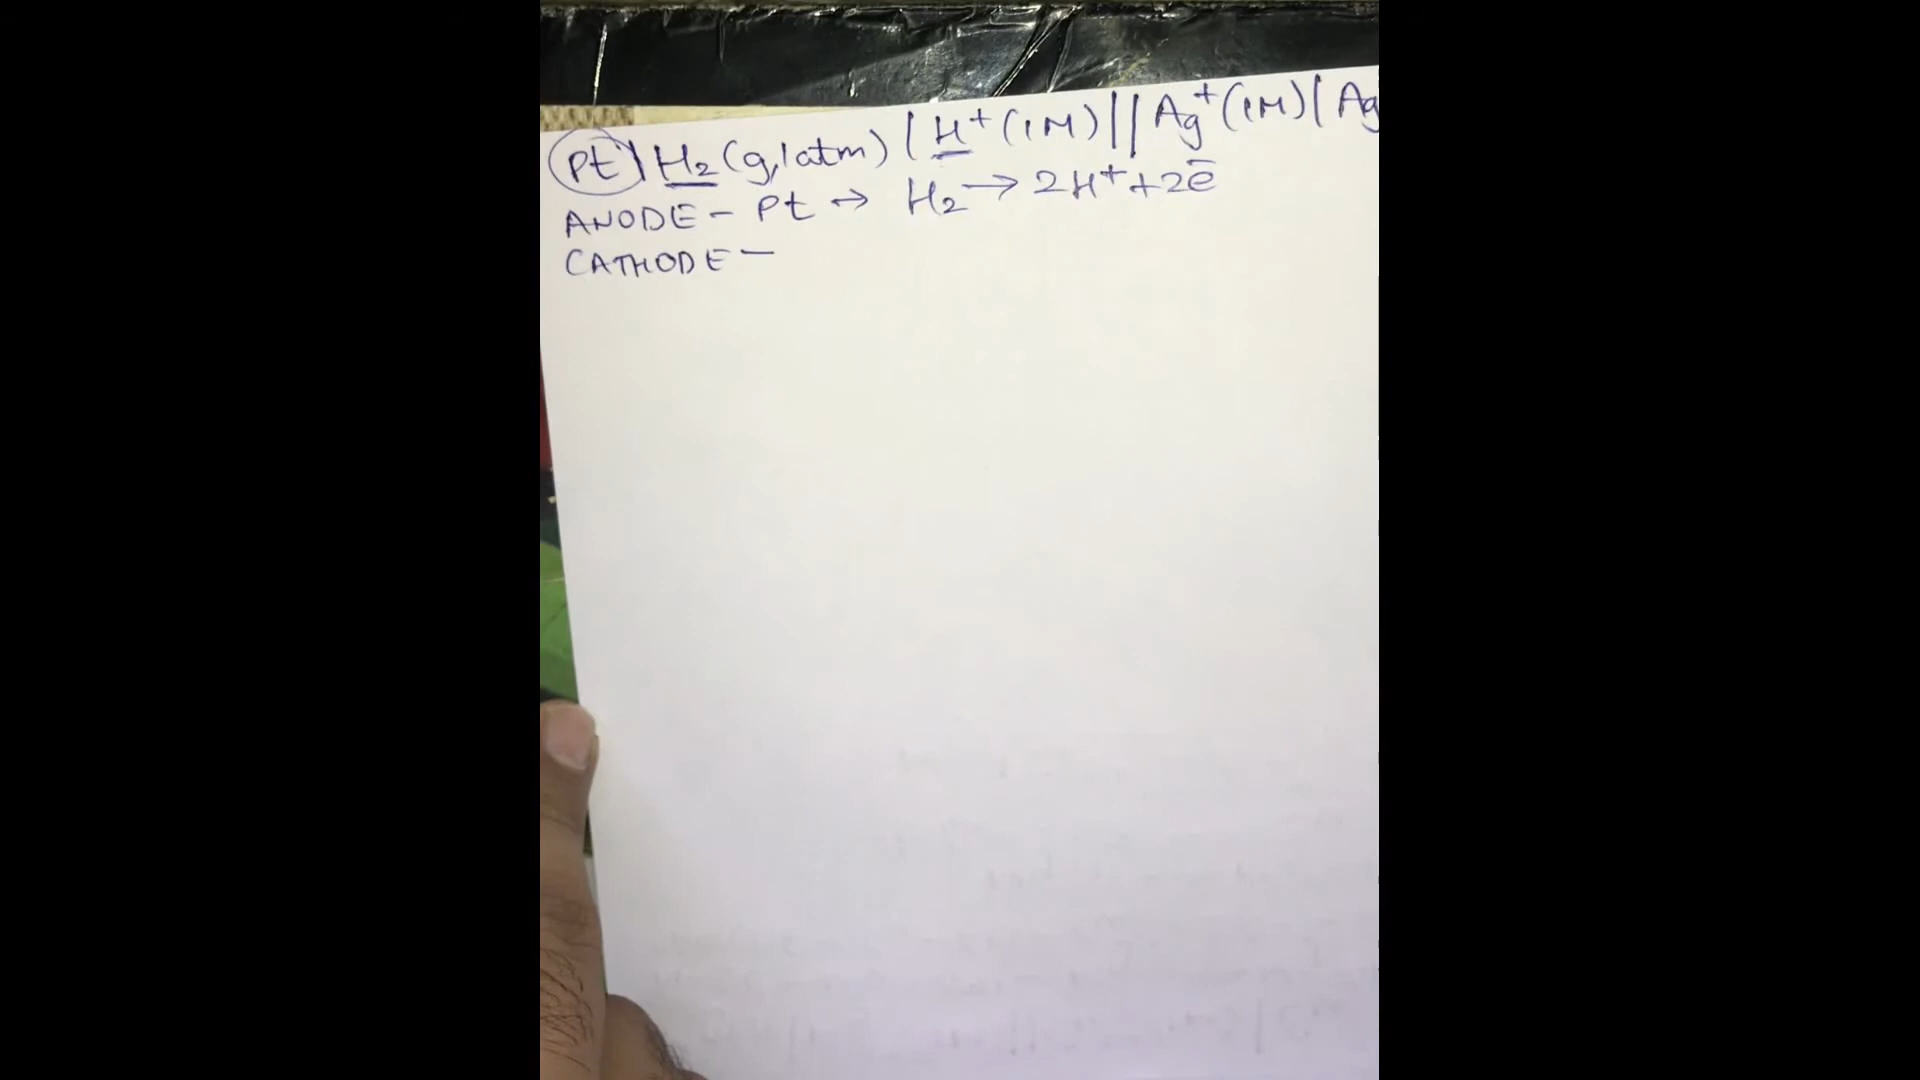 Pt | H₂ (g, 1atm) | H⁺ (1M) || Ag⁺ (1M) | Ag
ANODE - Pt → H₂ → 2H⁺ + 2e̅
CATHODE -